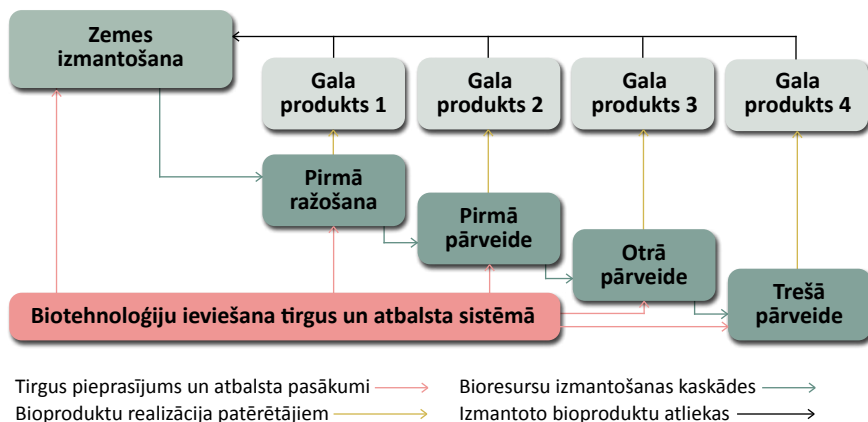 Zemes
izmantošana
Gala
produkts 1
Gala
produkts 2
Gala
produkts 3
Gala
produkts 4
Pirmā
ražošana
Pirmā
pārveide
Otrā
pārveide
Trešā
pārveide
Biotehnoloģiju ieviešana tirgus un atbalsta sistēmā
Tirgus pieprasījums un atbalsta pasākumi
Bioresursu izmantošanas kaskādes
Bioproduktu realizācija patērētājiem
Izmantoto bioproduktu atliekas